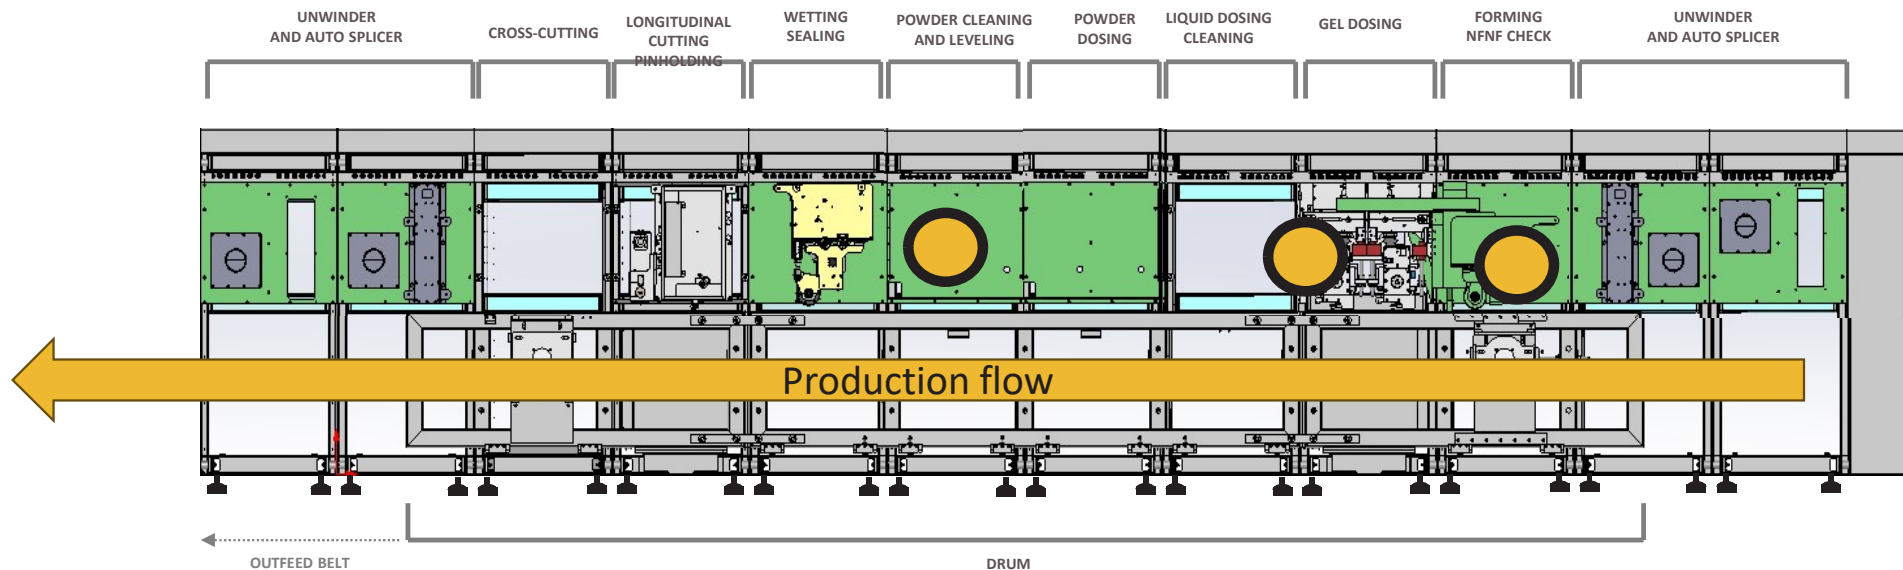 UNWINDER
AND AUTO SPLICER
CROSS-CUTTING
LONGITUDINAL
CUTTING
PINHOLDING
WETTING
SEALING
POWDER CLEANING
AND LEVELING
POWDER
DOSING
LIQUID DOSING
CLEANING
GEL DOSING
FORMING
NFNF CHECK
UNWINDER
AND AUTO SPLICER
Production flow
OUTFEED BELT
DRUM